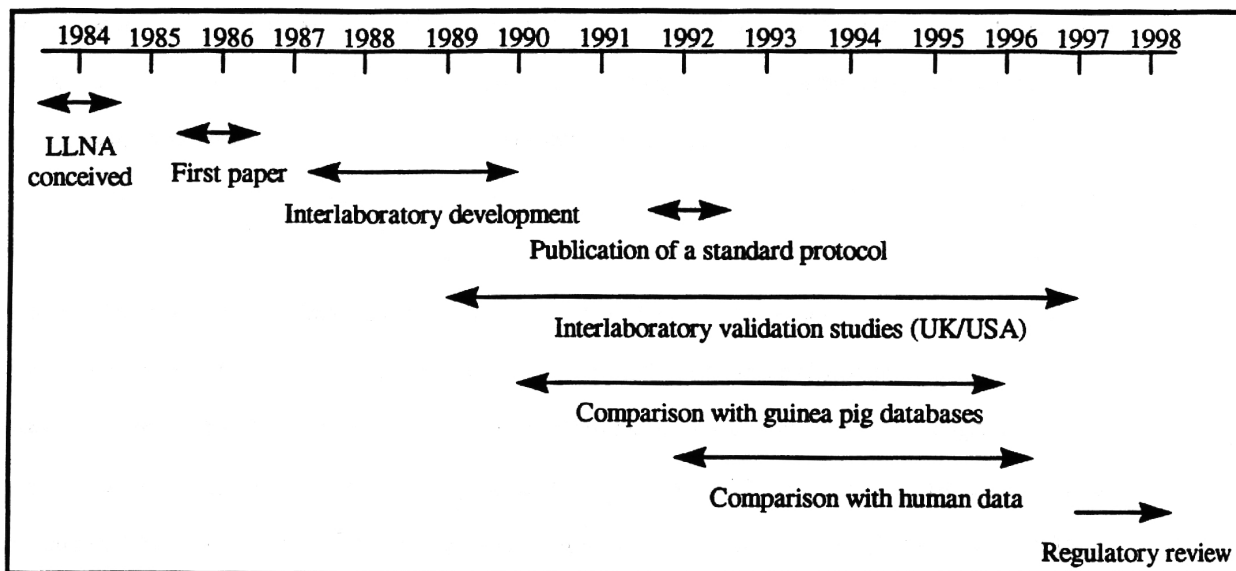 1984 1985 1986 1987 1988 1989 1990 1991 1992 1993 1994 1995 1996 1997 1998
LLNA
conceived
First paper
Interlaboratory development
Publication of a standard protocol
Interlaboratory validation studies (UK/USA)
Comparison with guinea pig databases
Comparison with human data
Regulatory review